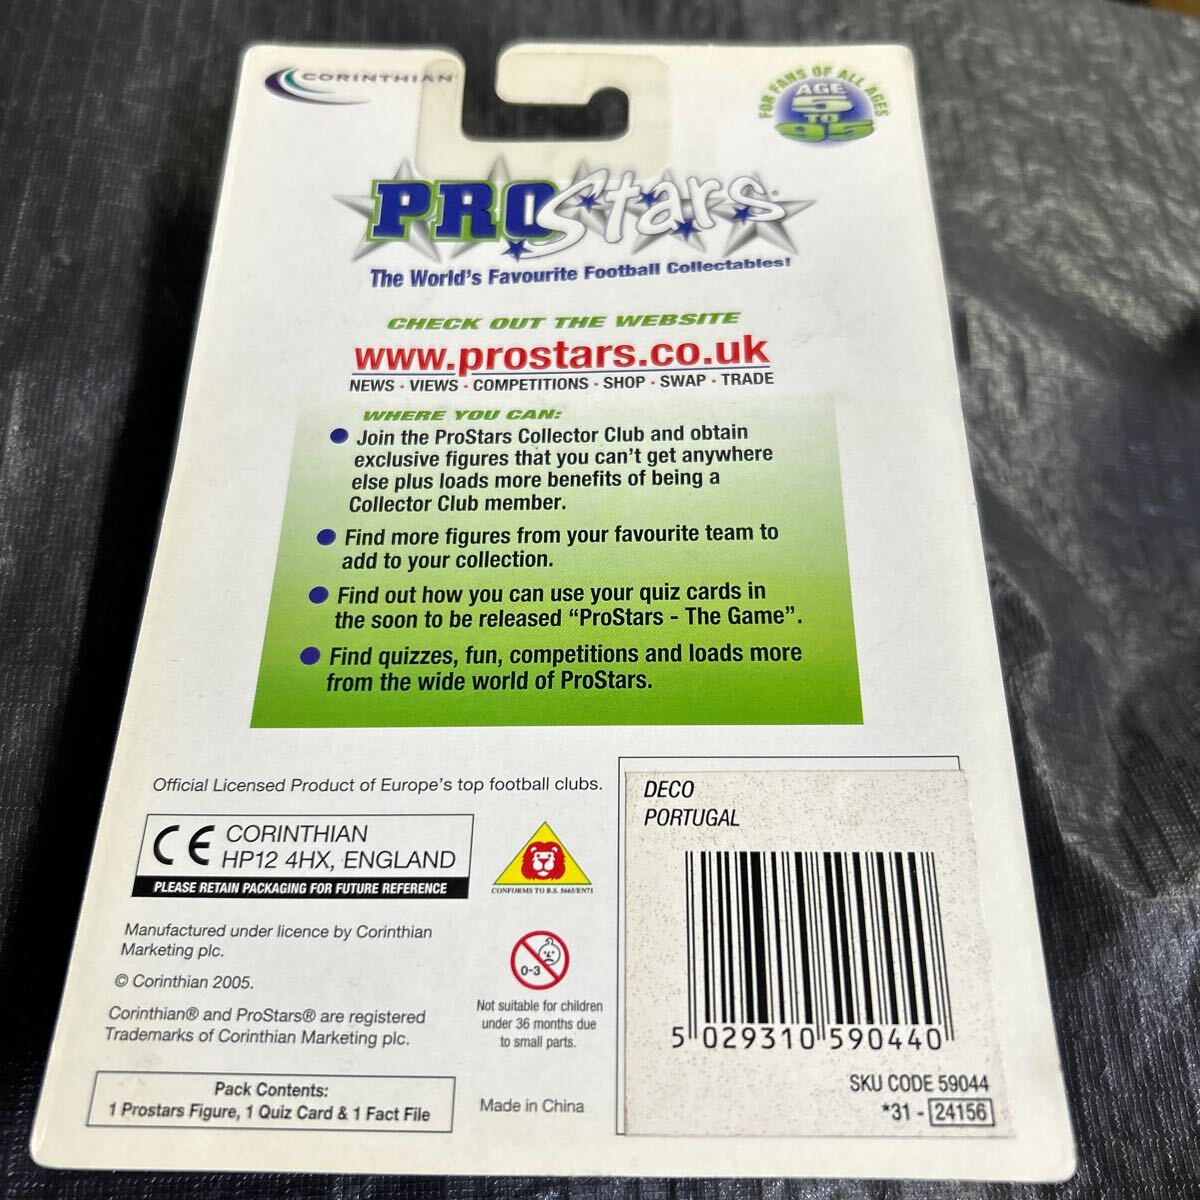 CORINTHIAN
FOR FANS OF ALL AGES
AGE
5
TO
95
PROStars®
The World's Favourite Football Collectables!
CHECK OUT THE WEBSITE
www.prostars.co.uk
NEWS · VIEWS · COMPETITIONS · SHOP · SWAP · TRADE
WHERE YOU CAN:
Join the ProStars Collector Club and obtain
exclusive figures that you can't get anywhere
else plus loads more benefits of being a
Collector Club member.
Find more figures from your favourite team to
add to your collection.
Find out how you can use your quiz cards in
the soon to be released “ProStars - The Game”.
Find quizzes, fun, competitions and loads more
from the wide world of ProStars.
Official Licensed Product of Europe's top football clubs.
CE CORINTHIAN
HP12 4HX, ENGLAND
PLEASE RETAIN PACKAGING FOR FUTURE REFERENCE
CONFORMS TO B.S. 5665/EN71
Manufactured under licence by Corinthian
Marketing plc.
© Corinthian 2005.
Corinthian® and ProStars® are registered
Trademarks of Corinthian Marketing plc.
0-3
Not suitable for children
under 36 months due
to small parts.
Pack Contents:
1 Prostars Figure, 1 Quiz Card & 1 Fact File
Made in China
DECO
PORTUGAL
5 029310 590440
SKU CODE 59044
*31 - 24156